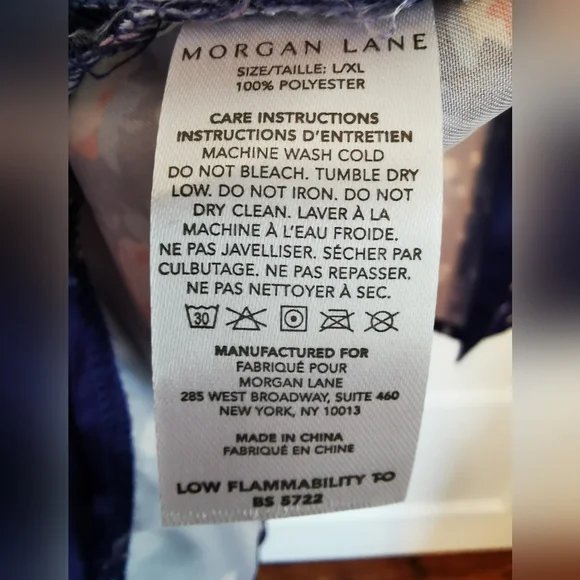 MORGAN LANE
SIZE/TAILLE: L/XL
100% POLYESTER
CARE INSTRUCTIONS
INSTRUCTIONS D'ENTRETIEN
MACHINE WASH COLD
DO NOT BLEACH. TUMBLE DRY
LOW. DO NOT IRON. DO NOT
DRY CLEAN. LAVER À LA
MACHINE À L'EAU FROIDE.
NE PAS JAVELLISER. SÉCHER PAR
CULBUTAGE. NE PAS REPASSER.
NE PAS NETTOYER À SEC.
30
MANUFACTURED FOR
FABRIQUÉ POUR
MORGAN LANE
285 WEST BROADWAY, SUITE 460
NEW YORK, NY 10013
MADE IN CHINA
FABRIQUÉ EN CHINE
LOW FLAMMABILITY TO
BS 5722